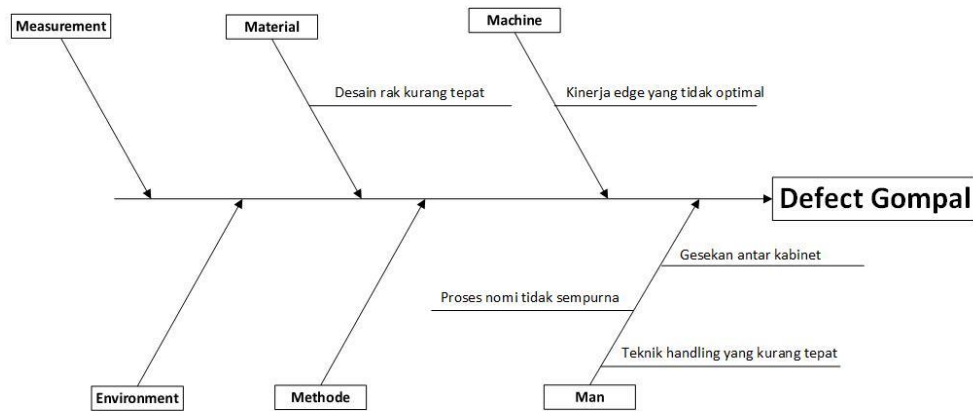 Measurement
Material
Machine
Desain rak kurang tepat
Kinerja edge yang tidak optimal
Defect Gompal
Gesekan antar kabinet
Proses nomi tidak sempurna
Teknik handling yang kurang tepat
Environment
Methode
Man